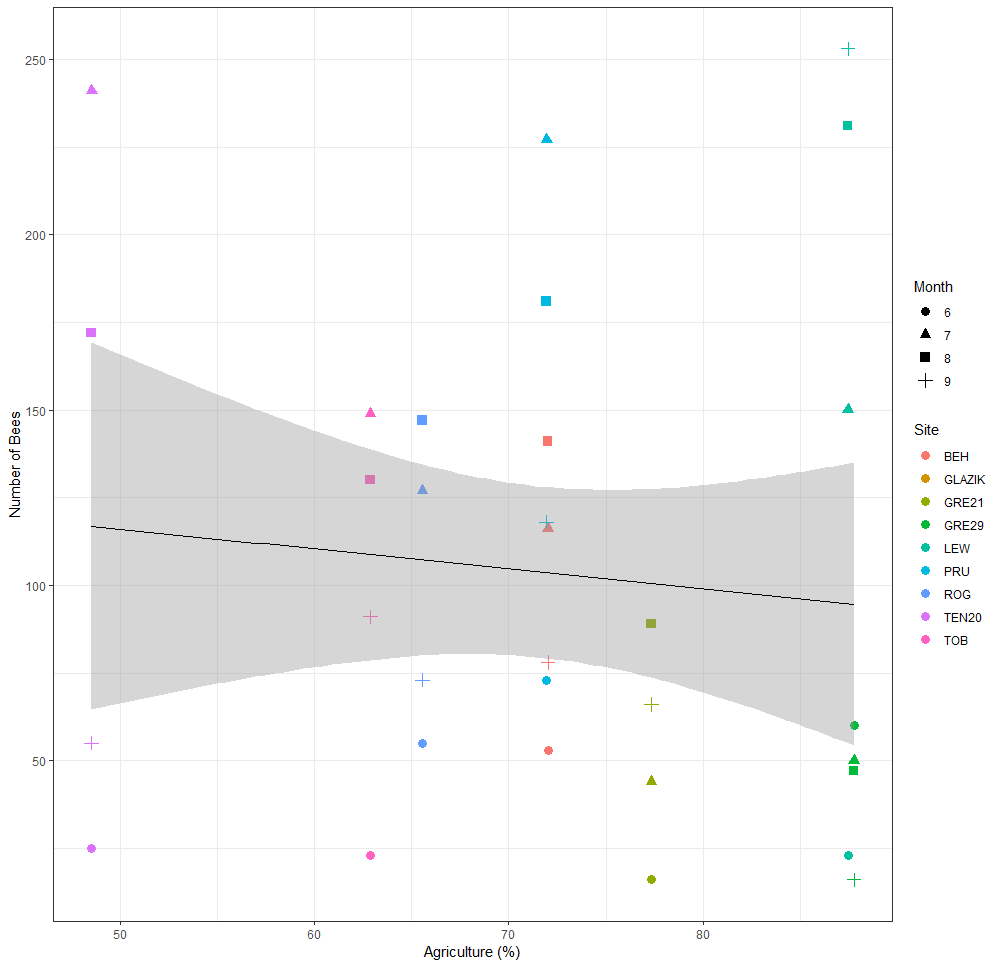 250
200
150
100
50
Number of Bees
50
60
70
80
Agriculture (%)
Month
6
7
8
9
Site
BEH
GLAZIK
GRE21
GRE29
LEW
PRU
ROG
TEN20
TOB